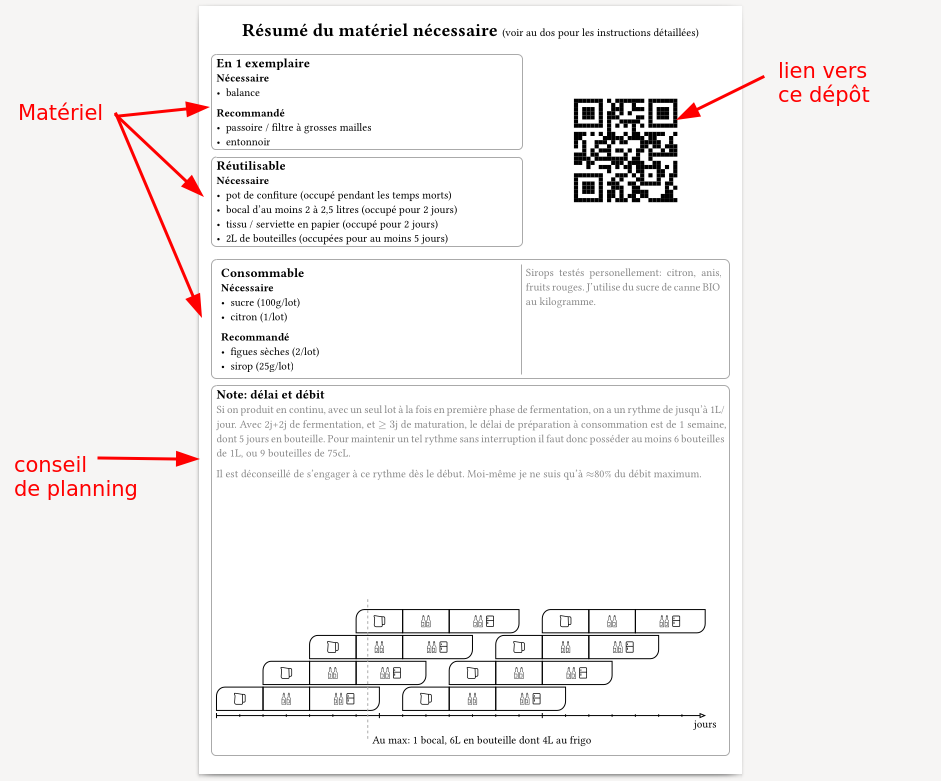 Résumé du matériel nécessaire (voir au dos pour les instructions détaillées)
En 1 exemplaire
Nécessaire
• balance
Recommandé
• passoire / filtre à grosses mailles
• entonnoir
lien vers
ce dépôt
Matériel
Réutilisable
Nécessaire
• pot de confiture (occupé pendant les temps morts)
• bocal d'au moins 2 à 2,5 litres (occupé pour 2 jours)
• tissu / serviette en papier (occupé pour 2 jours)
• 2L de bouteilles (occupées pour au moins 5 jours)
Consommable
Nécessaire
• sucre (100g/lot)
• citron (1/lot)
Recommandé
• figues sèches (2/lot)
• sirop (25g/lot)
Sirops testés personellement: citron, anis,
fruits rouges. J'utilise du sucre de canne BIO
au kilogramme.
Note: délai et débit
Si on produit en continu, avec un seul lot à la fois en première phase de fermentation, on a un rythme de jusqu'à 1L/
jour. Avec 2j+2j de fermentation, et ≥ 3j de maturation, le délai de préparation à consommation est de 1 semaine,
dont 5 jours en bouteille. Pour maintenir un tel rythme sans interruption il faut donc posséder au moins 6 bouteilles
de 1L, ou 9 bouteilles de 75cL.
Il est déconseillé de s'engager à ce rythme dès le début. Moi-même je ne suis qu'à ≈80% du débit maximum.
conseil
de planning
jours
Au max: 1 bocal, 6L en bouteille dont 4L au frigo